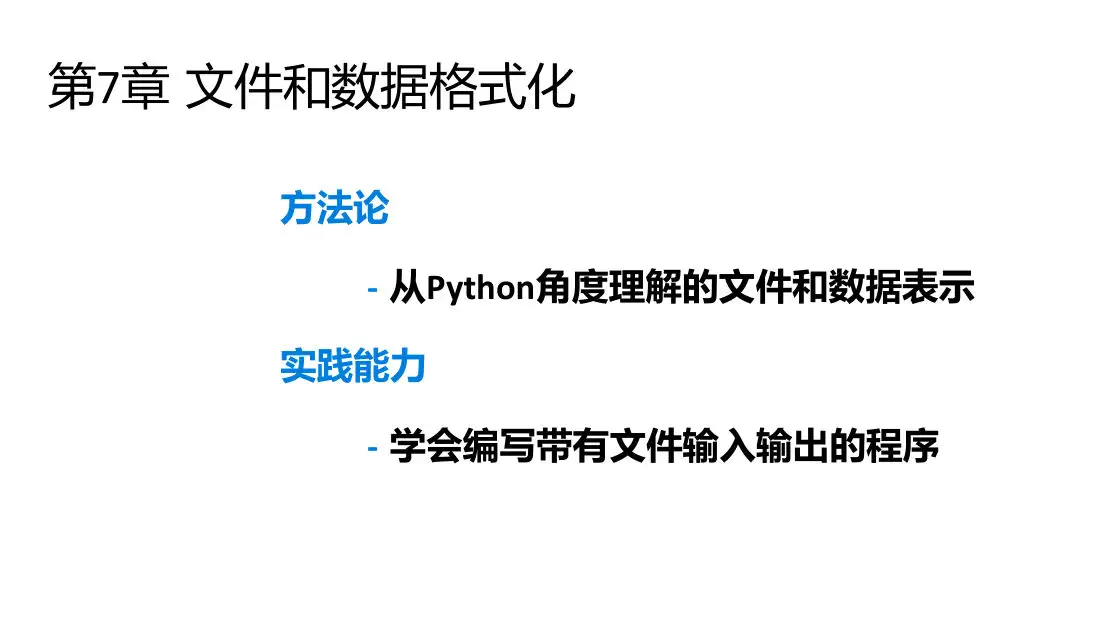 第7章 文件和数据格式化
方法论
- 从Python角度理解的文件和数据表示
实践能力
- 学会编写带有文件输入输出的程序